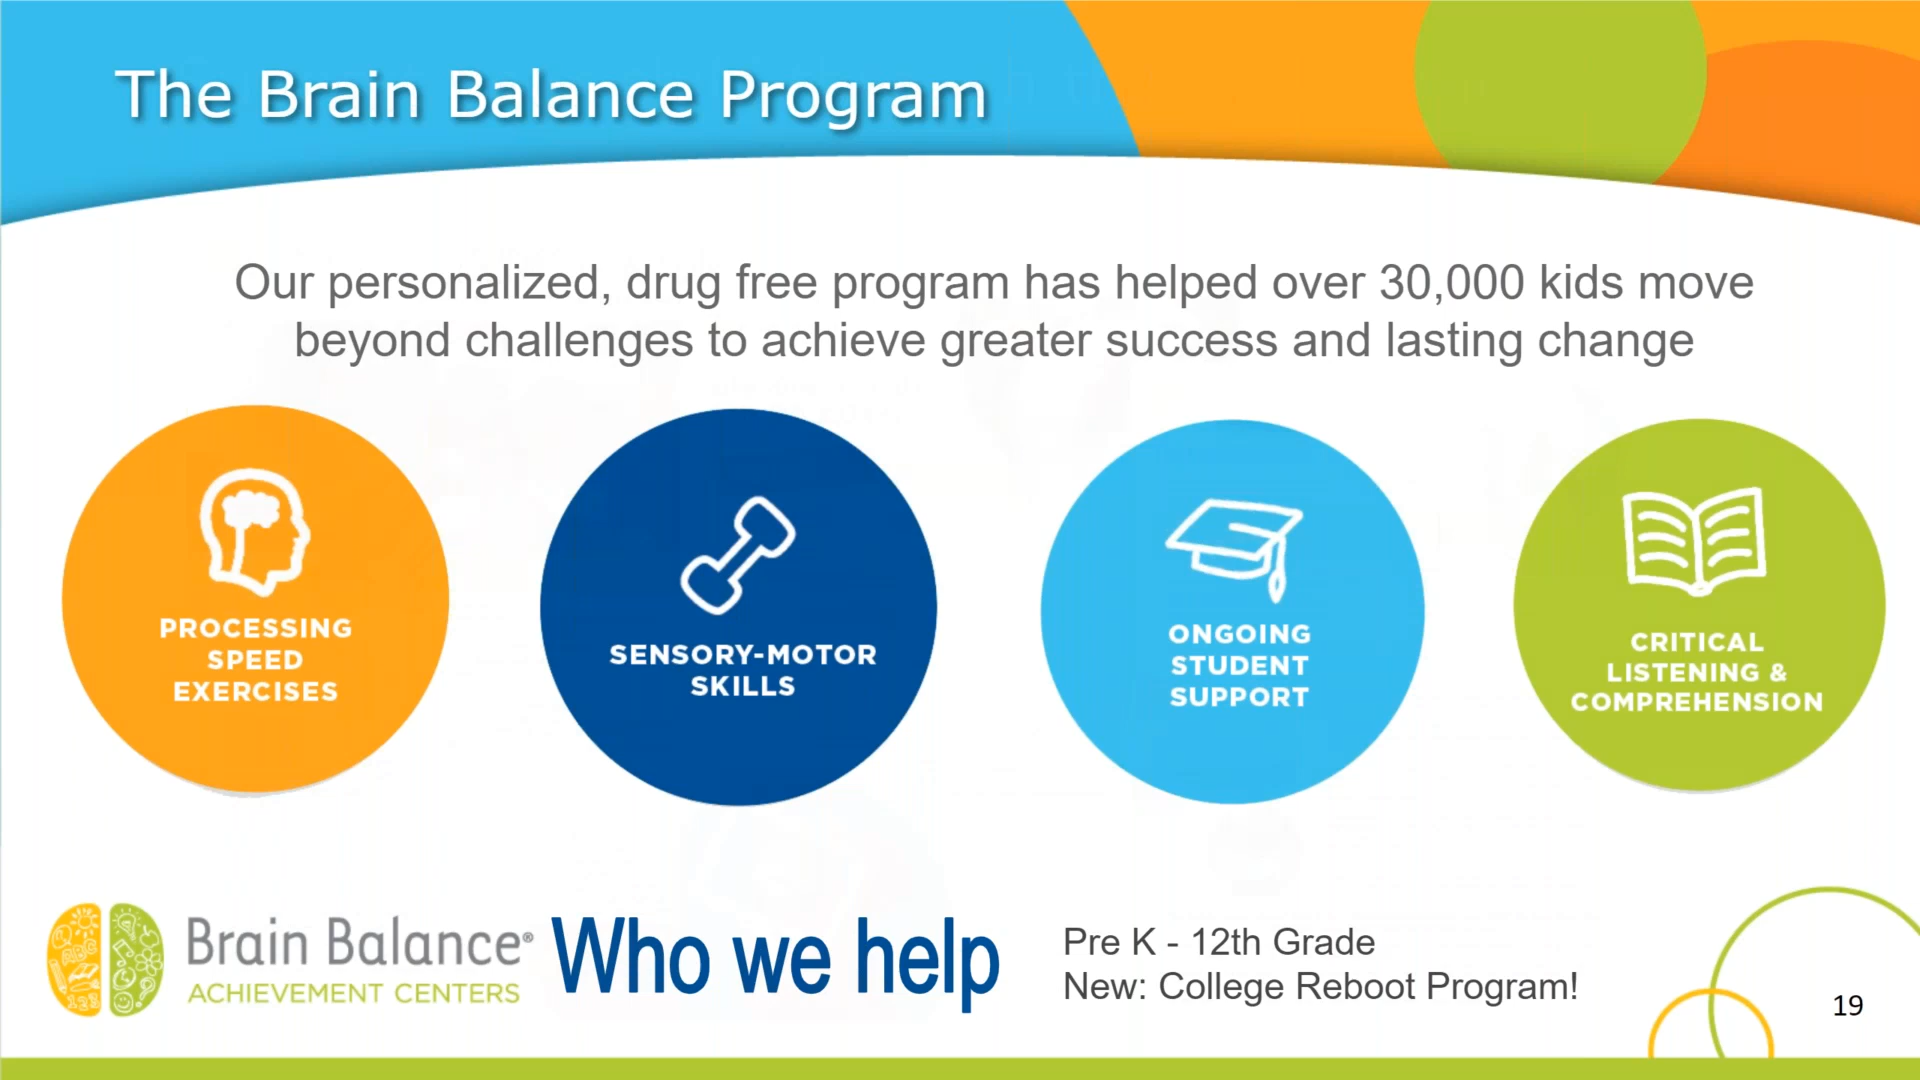 The Brain Balance Program
Our personalized, drug free program has helped over 30,000 kids move
beyond challenges to achieve greater success and lasting change
PROCESSING
SPEED
EXERCISES
SENSORY-MOTOR
SKILLS
ONGOING
STUDENT
SUPPORT
CRITICAL
LISTENING &
COMPREHENSION
ABC
123
Brain Balance®
ACHIEVEMENT CENTERS
Who we help
Pre K - 12th Grade
New: College Reboot Program!
19